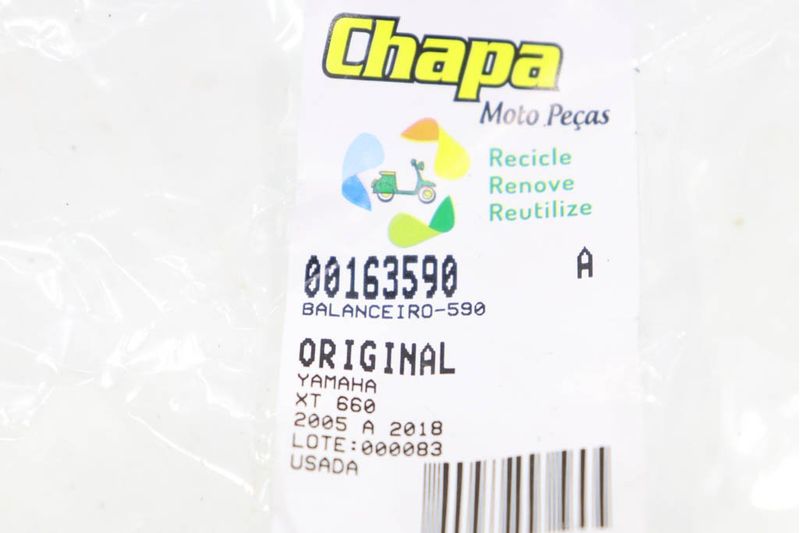 Chapa
Moto Peças
Recicle
Renove
Reutilize
00163590 A
BALANCEIRO-590
ORIGINAL
YAMAHA
XT 660
2005 A 2018
LOTE:000083
USADA